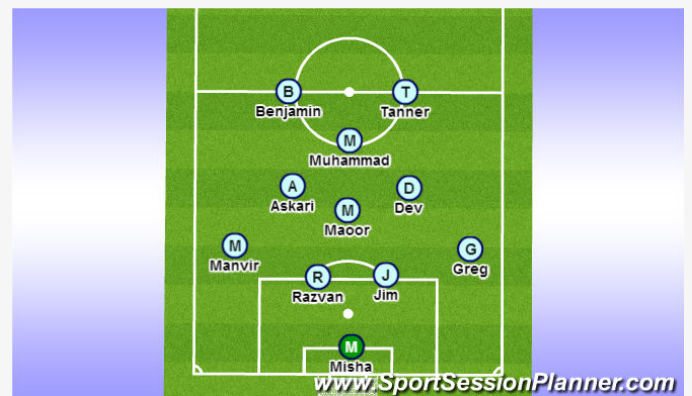 B
T
Benjamin
Tanner
M
Muhammad
A
D
Askari
Dev
M
Maoor
M
G
Manvir
Greg
R
J
Razvan
Jim
M
Misha
www.SportSessionPlanner.com